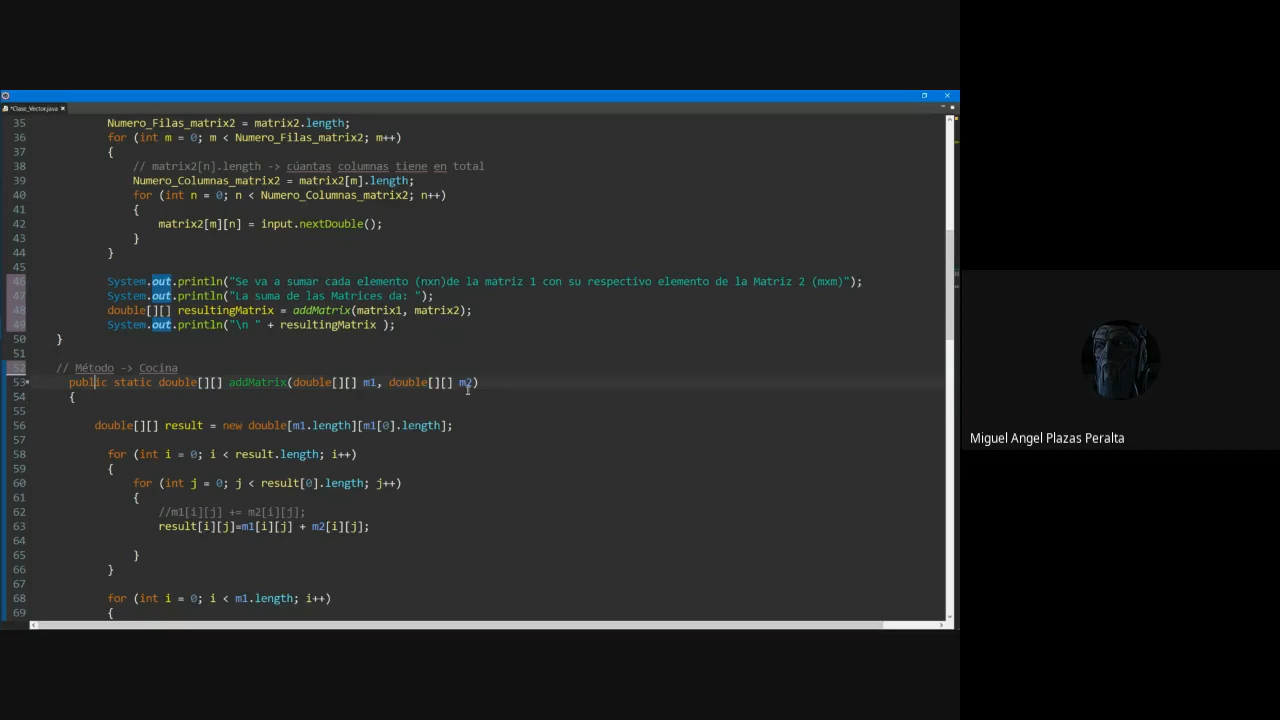 *Clase_Vector.java
35 Numero_Filas_matrix2 = matrix2.length;
36 for (int m = 0; m < Numero_Filas_matrix2; m++)
37 {
38 // matrix2[n].length -> cúantas columnas tiene en total
39 Numero_Columnas_matrix2 = matrix2[m].length;
40 for (int n = 0; n < Numero_Columnas_matrix2; n++)
41 {
42 matrix2[m][n] = input.nextDouble();
43 }
44 }
45
46 System.out.println("Se va a sumar cada elemento (nxn)de la matriz 1 con su respectivo elemento de la Matriz 2 (mxm)");
47 System.out.println("La suma de las Matrices da: ");
48 double[][] resultingMatrix = addMatrix(matrix1, matrix2);
49 System.out.println("\n " + resultingMatrix );
50 }
51
52 // Método -> Cocina
53 public static double[][] addMatrix(double[][] m1, double[][] m2)
54 {
55
56 double[][] result = new double[m1.length][m1[0].length];
57
58 for (int i = 0; i < result.length; i++)
59 {
60 for (int j = 0; j < result[0].length; j++)
61 {
62 //m1[i][j] += m2[i][j];
63 result[i][j]=m1[i][j] + m2[i][j];
64
65 }
66 }
67
68 for (int i = 0; i < m1.length; i++)
69 {
Miguel Angel Plazas Peralta